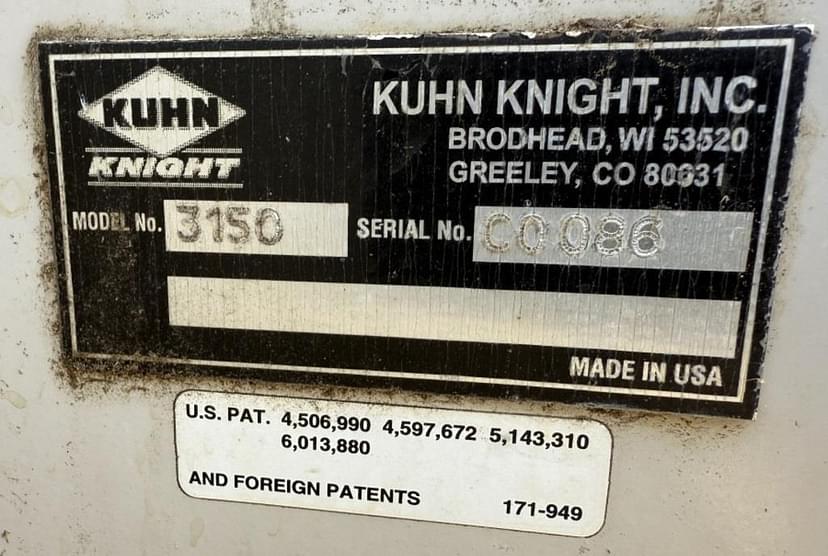 KUHN
KNIGHT
KUHN KNIGHT, INC.
BRODHEAD, WI 53520
GREELEY, CO 80631
MODEL No. 3150 SERIAL No. C0086
MADE IN USA
U.S. PAT. 4,506,990 4,597,672 5,143,310
6,013,880
AND FOREIGN PATENTS 171-949